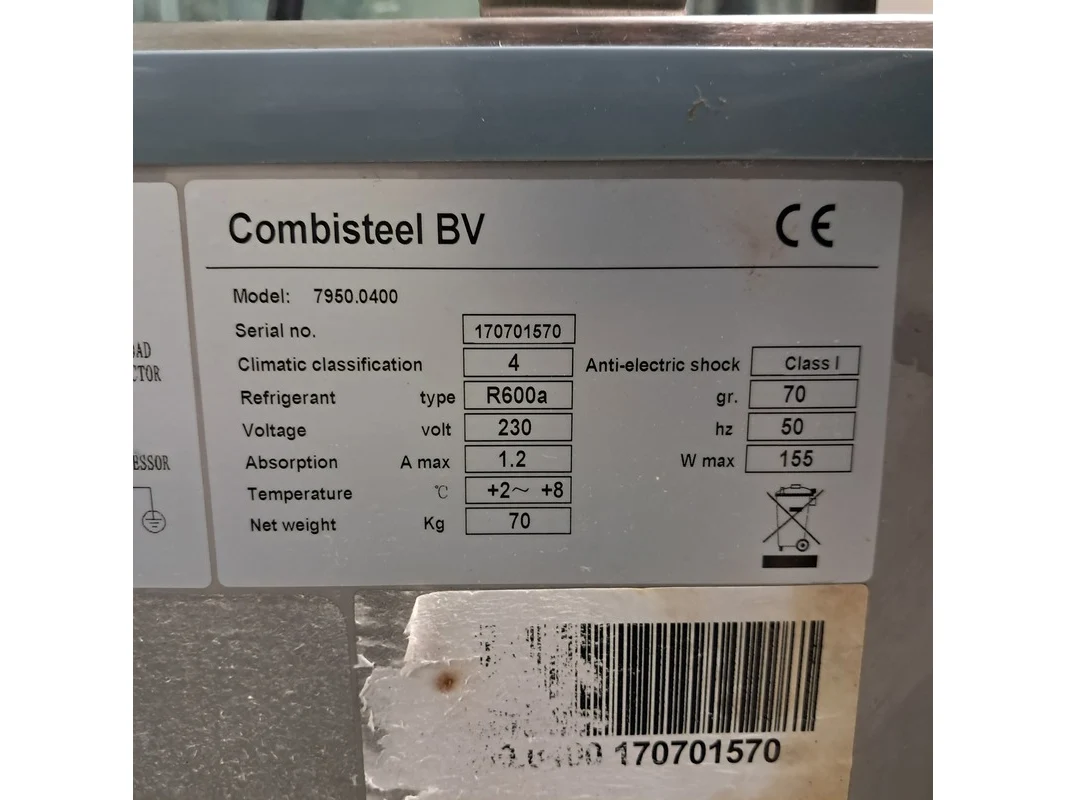 Combisteel BV CE
Model: 7950.0400
Serial no. 170701570
Climatic classification 4 Anti-electric shock Class I
Refrigerant type R600a gr. 70
Voltage volt 230 hz 50
Absorption A max 1.2 W max 155
Temperature ℃ +2～ +8
Net weight Kg 70
170701570